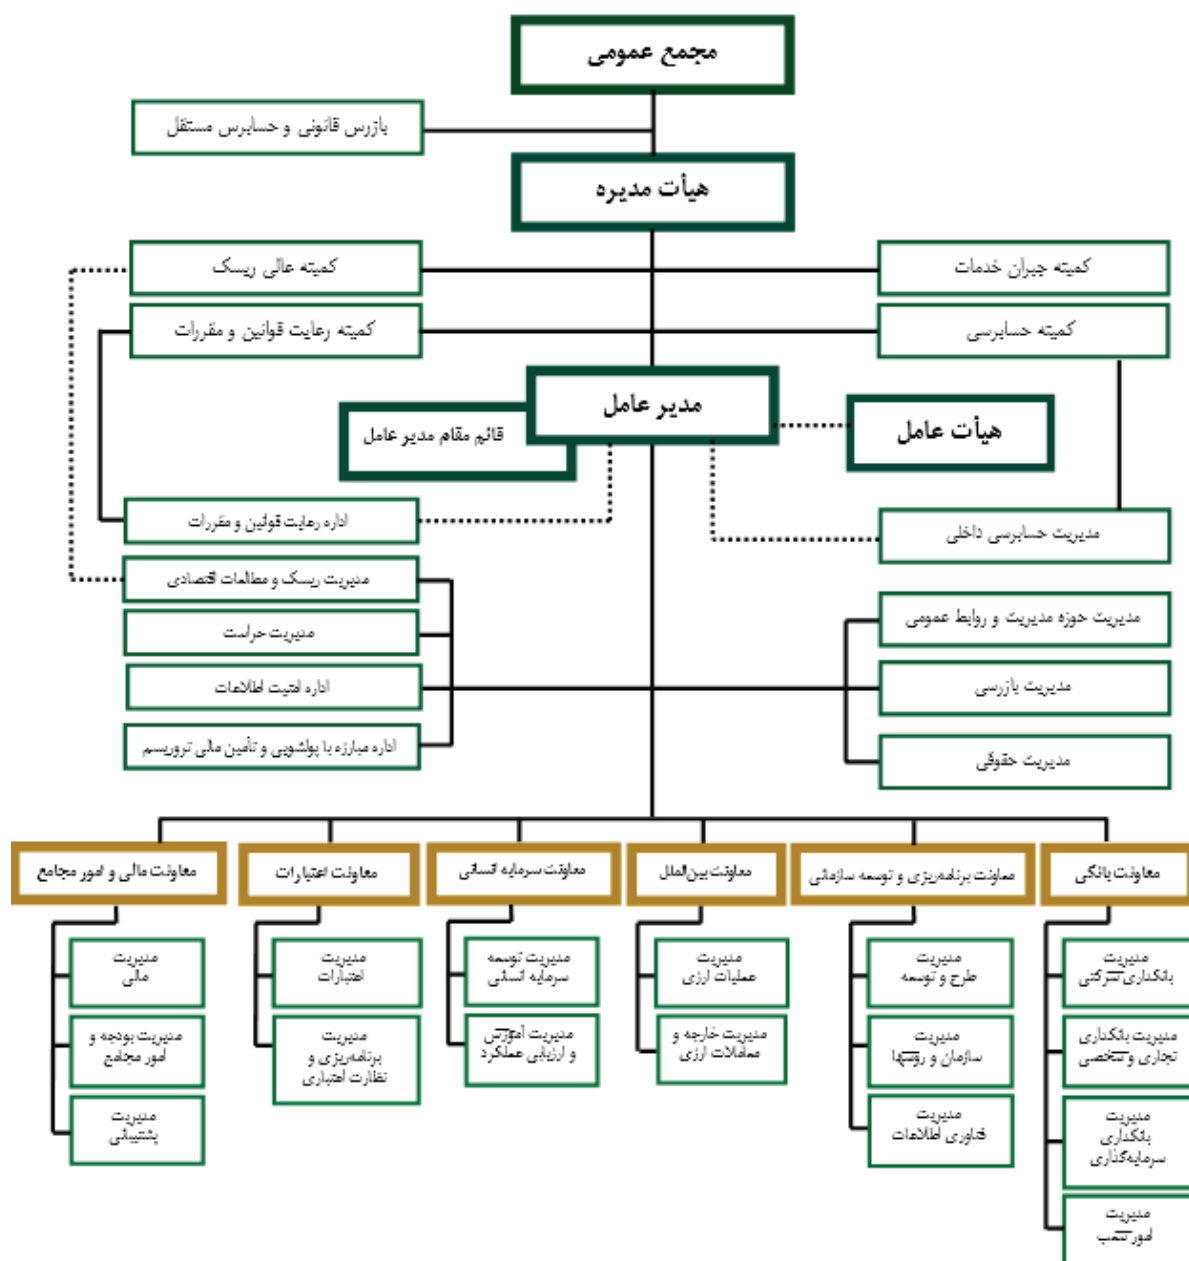 مجمع عمومی
بازرس قانونی و حسابرس مستقل
هیأت مدیره
کمیته جبران خدمات
کمیته عالی ریسک
کمیته حسابرسی
کمیته رعایت قوانین و مقررات
مدیر عامل
قائم مقام مدیر عامل
هیأت عامل
مدیریت حسابرسی داخلی
اداره رعایت قوانین و مقررات
مدیریت ریسک و مطالعات اقتصادی
مدیریت حراست
اداره امنیت اطلاعات
اداره مبارزه با پولشویی و تأمین مالی تروریسم
مدیریت حوزه مدیریت و روابط عمومی
مدیریت بازرسی
مدیریت حقوقی
معاونت بانکی
مدیریت
بانکداری شرکتی
مدیریت بانکداری
تجاری و شخصی
مدیریت
بانکداری
سرمایه‌گذاری
مدیریت
امور شعب
معاونت برنامه‌ریزی و توسعه سازمانی
مدیریت
طرح و توسعه
مدیریت
سازمان و روشها
مدیریت
فناوری اطلاعات
معاونت بین‌الملل
مدیریت
عملیات ارزی
مدیریت خارجه و
معاملات ارزی
معاونت سرمایه انسانی
مدیریت توسعه
سرمایه انسانی
مدیریت آموزش
و ارزیابی عملکرد
معاونت اعتبارات
مدیریت
اعتبارات
مدیریت
برنامه‌ریزی و
نظارت اعتباری
معاونت مالی و امور مجامع
مدیریت
مالی
مدیریت بودجه و
امور مجامع
مدیریت
پشتیبانی